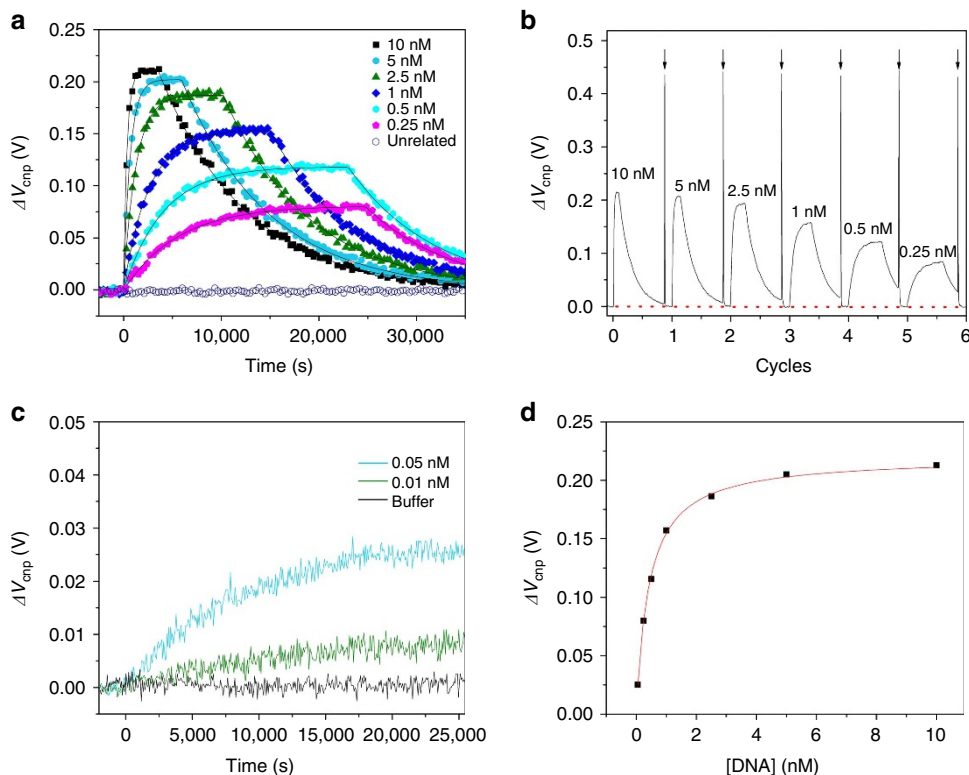 a
ΔVcnp (V)
0.25
0.20
0.15
0.10
0.05
0.00
10 nM
5 nM
2.5 nM
1 nM
0.5 nM
0.25 nM
Unrelated
0
10,000
20,000
30,000
Time (s)
b
ΔVcnp (V)
0.5
0.4
0.3
0.2
0.1
0.0
10 nM
5 nM
2.5 nM
1 nM
0.5 nM
0.25 nM
0
1
2
3
4
5
6
Cycles
c
ΔVcnp (V)
0.05
0.04
0.03
0.02
0.01
0.00
0.05 nM
0.01 nM
Buffer
0
5,000
10,000
15,000
20,000
25,000
Time (s)
d
ΔVcnp (V)
0.25
0.20
0.15
0.10
0.05
0.00
0
2
4
6
8
10
[DNA] (nM)